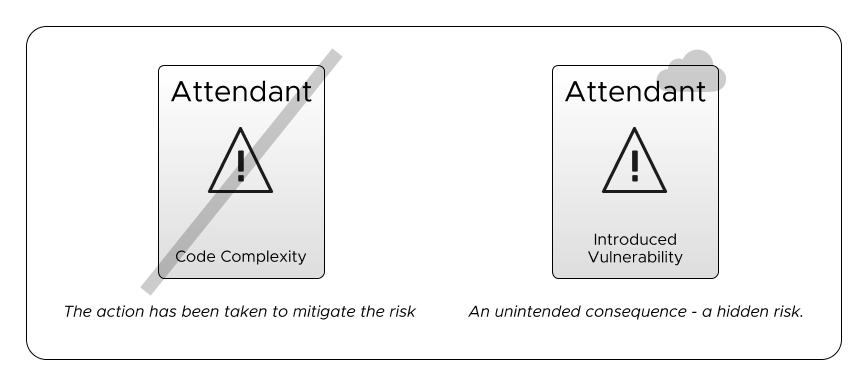 Attendant
Code Complexity
The action has been taken to mitigate the risk
Attendant
Introduced
Vulnerability
An unintended consequence - a hidden risk.